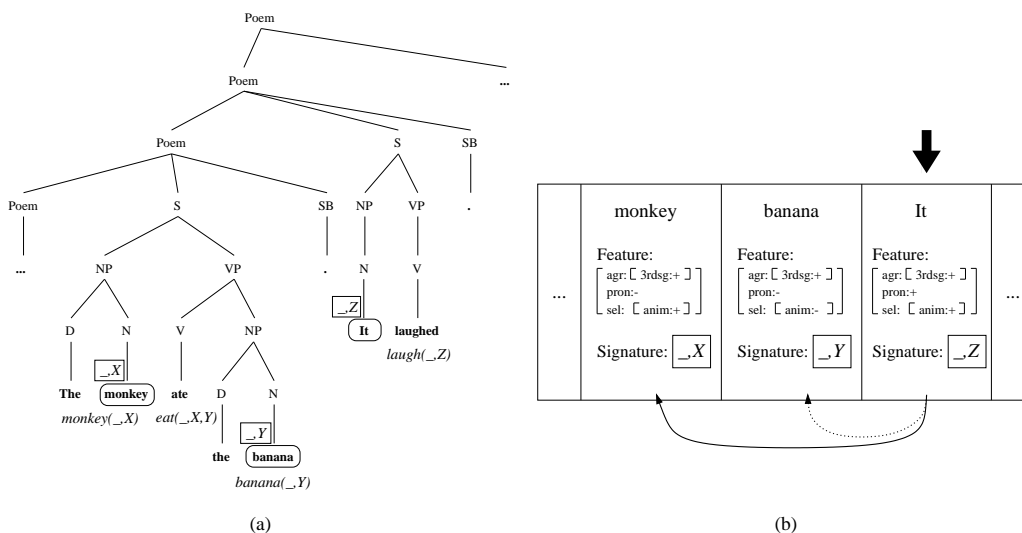 Poem
Poem
...
Poem
S
SB
Poem
S
SB
NP
VP
.
...
NP
VP
.
N
V
D
N
V
NP
_,Z
It
laughed
laugh(_,Z)
_,X
The
monkey
ate
D
N
monkey(_,X)
eat(_,X,Y)
_,Y
the
banana
banana(_,Y)
(a)
monkey
banana
It
Feature:
Feature:
Feature:
agr: [ 3rdsg:+ ]
agr: [ 3rdsg:+ ]
agr: [ 3rdsg:+ ]
pron:-
pron:-
pron:+
sel: [ anim:+ ]
sel: [ anim:- ]
sel: [ anim:+ ]
...
...
Signature: _,X
Signature: _,Y
Signature: _,Z
(b)